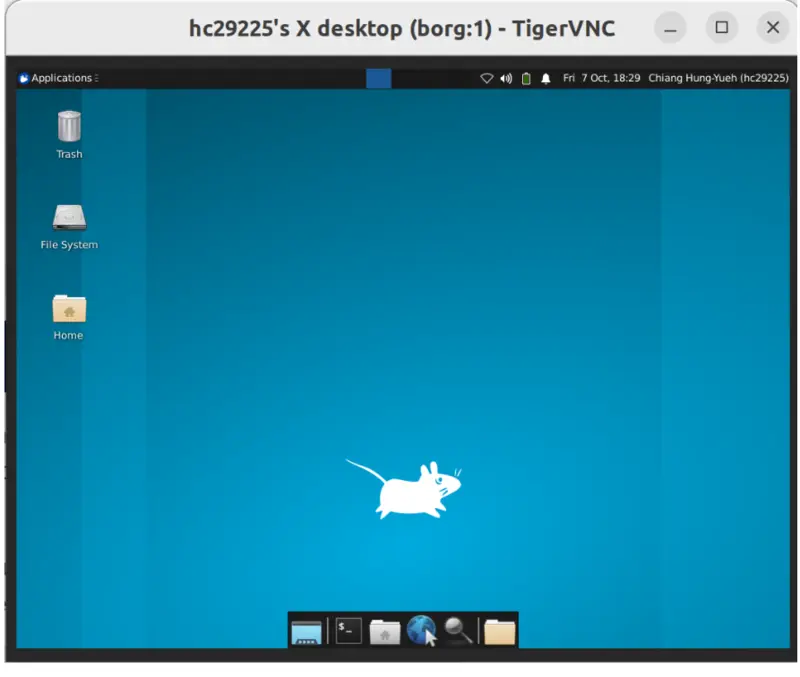 hc29225's X desktop (borg:1) - TigerVNC
Applications
Fri 7 Oct, 18:29 Chiang Hung-Yueh (hc29225)
Trash
File System
Home
$_